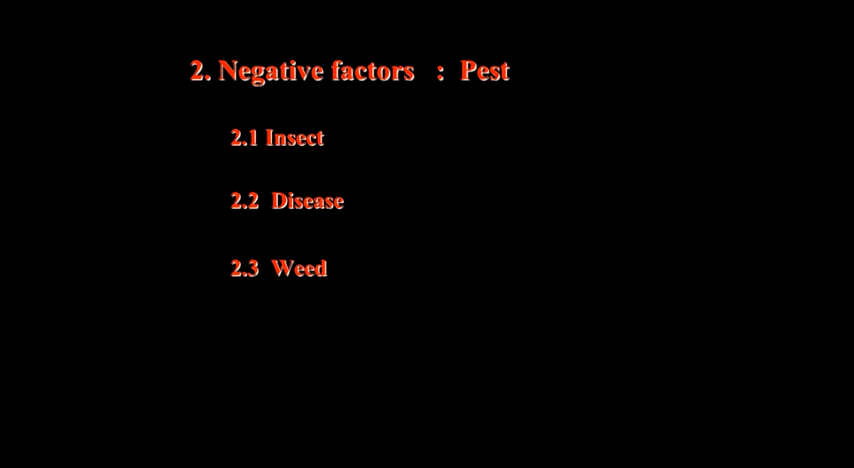 2. Negative factors : Pest
2.1 Insect
2.2 Disease
2.3 Weed